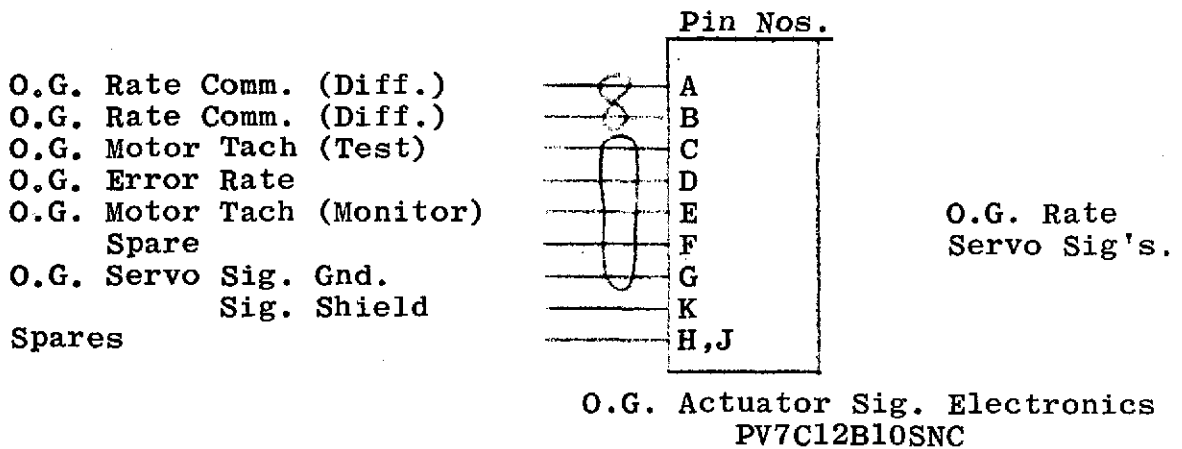 Pin Nos.
O.G. Rate Comm. (Diff.) A
O.G. Rate Comm. (Diff.) B
O.G. Motor Tach (Test) C
O.G. Error Rate D
O.G. Motor Tach (Monitor) E O.G. Rate
Spare F Servo Sig's.
O.G. Servo Sig. Gnd. G
Sig. Shield K
Spares H,J
O.G. Actuator Sig. Electronics
PV7C12B10SNC